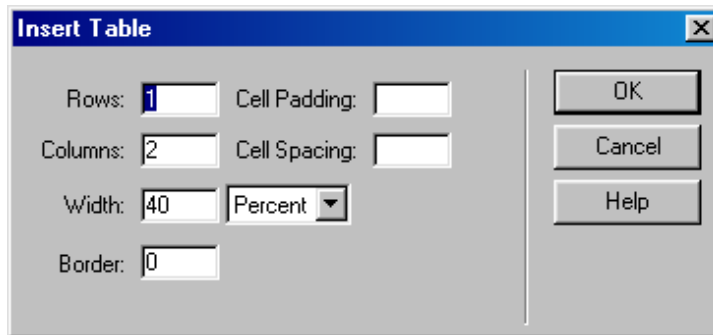 Insert Table
Rows: 1 Cell Padding: OK
Columns: 2 Cell Spacing: Cancel
Width: 40 Percent Help
Border: 0